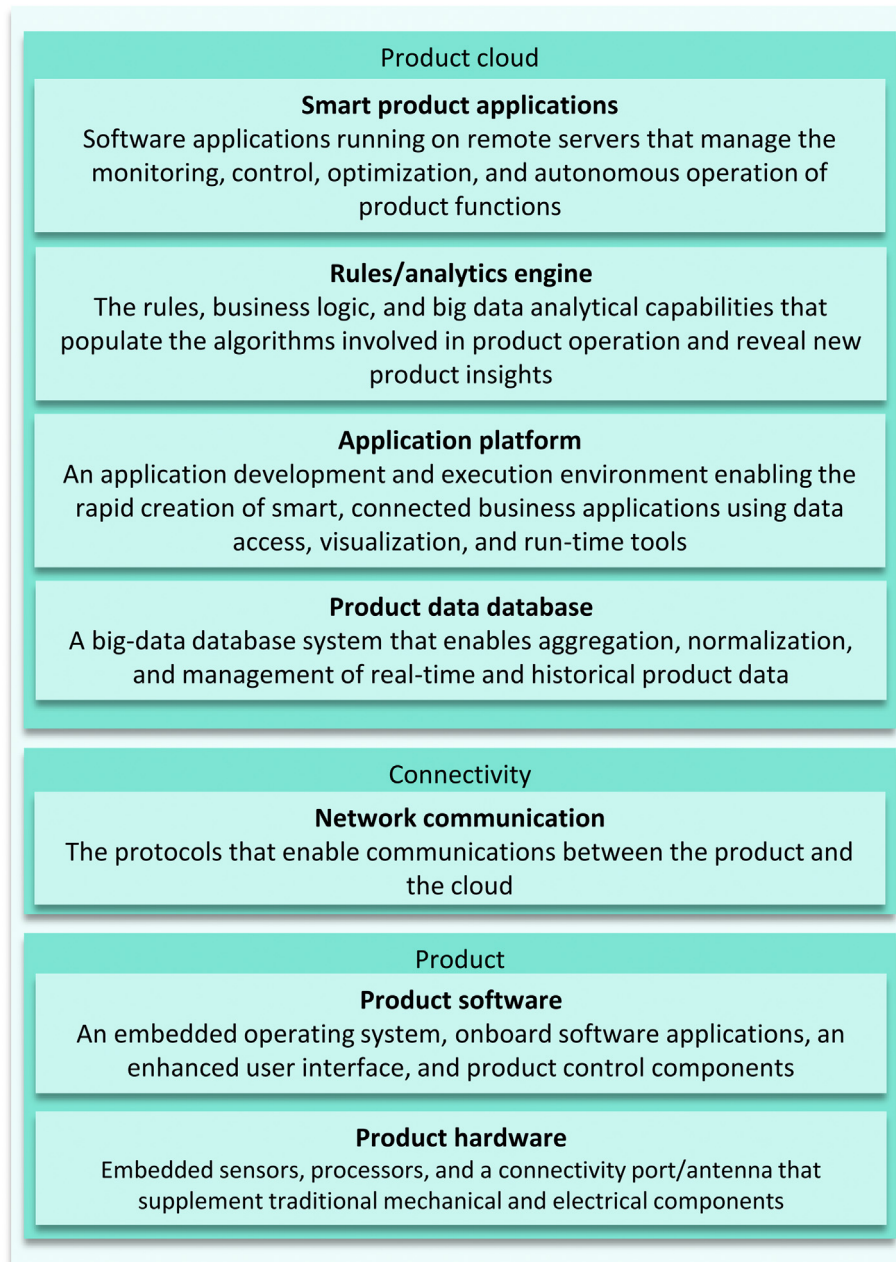 Product cloud
Smart product applications
Software applications running on remote servers that manage the
monitoring, control, optimization, and autonomous operation of
product functions
Rules/analytics engine
The rules, business logic, and big data analytical capabilities that
populate the algorithms involved in product operation and reveal new
product insights
Application platform
An application development and execution environment enabling the
rapid creation of smart, connected business applications using data
access, visualization, and run-time tools
Product data database
A big-data database system that enables aggregation, normalization,
and management of real-time and historical product data
Connectivity
Network communication
The protocols that enable communications between the product and
the cloud
Product
Product software
An embedded operating system, onboard software applications, an
enhanced user interface, and product control components
Product hardware
Embedded sensors, processors, and a connectivity port/antenna that
supplement traditional mechanical and electrical components